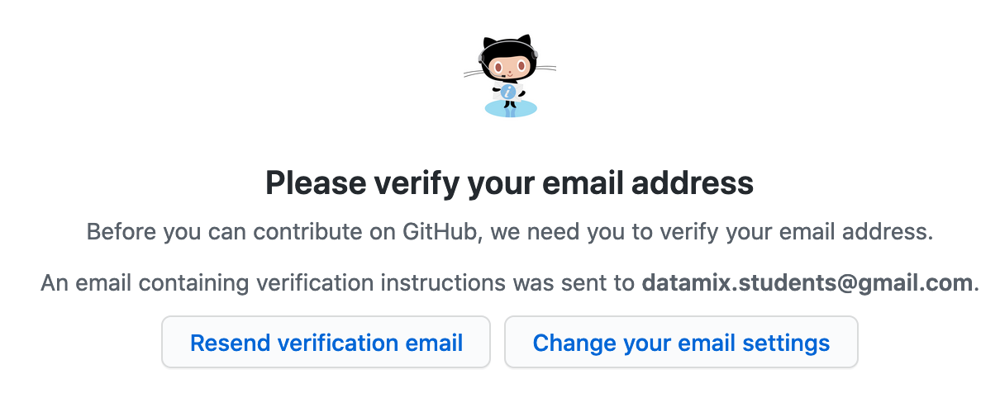 Please verify your email address
Before you can contribute on GitHub, we need you to verify your email address.
An email containing verification instructions was sent to datamix.students@gmail.com.
Resend verification email
Change your email settings